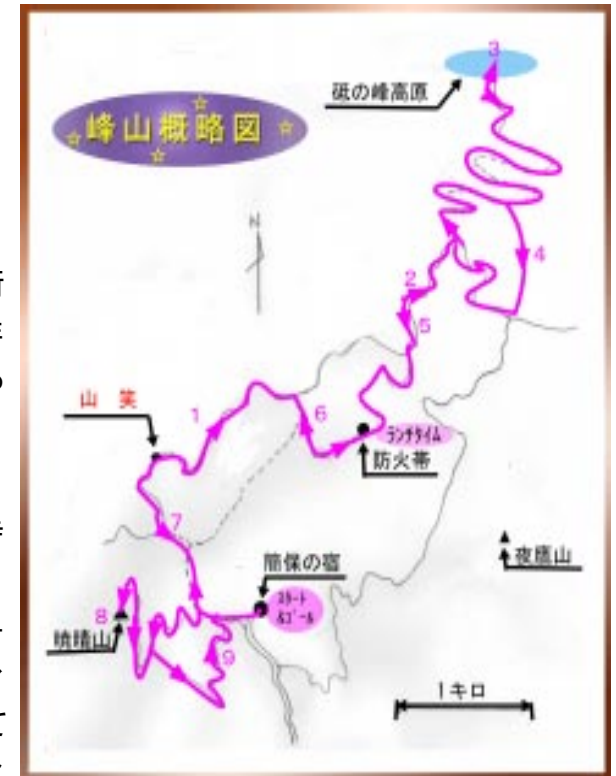 3
砥の峰高原
峰山概略図
N
4
2
5
山 笑
1
6
ランチタイム
防火帯
7
簡保の宿
夜鷹山
スタート
&ゴール
8
暁晴山
9
1キロ